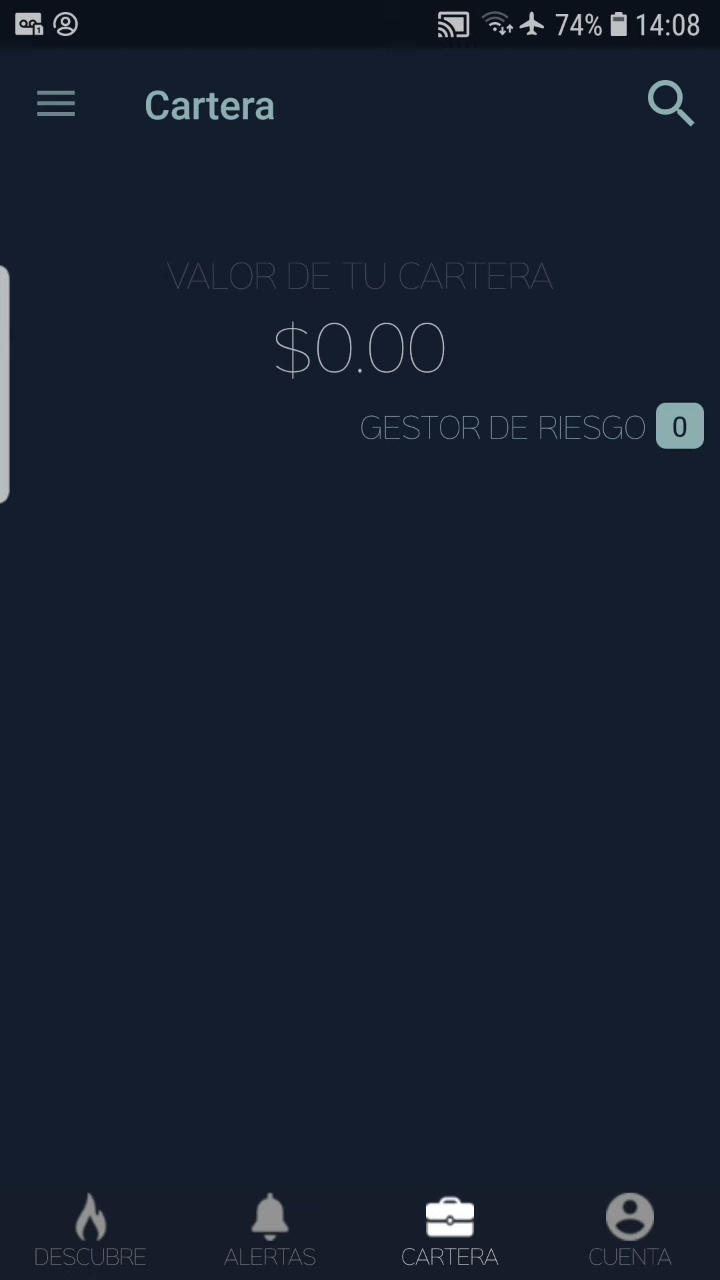 74% 14:08
Cartera
VALOR DE TU CARTERA
$0.00
GESTOR DE RIESGO 0
DESCUBRE ALERTAS CARTERA CUENTA